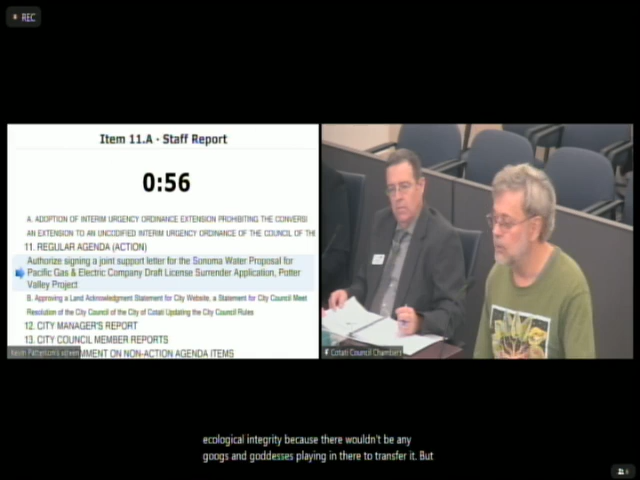 REC
Item 11.A - Staff Report
0:56
A. ADOPTION OF INTERIM URGENCY ORDINANCE EXTENSION PROHIBITING THE CONVERSI
AN EXTENSION TO AN UNCODIFIED INTERIM URGENCY ORDINANCE OF THE COUNCIL OF THE
11. REGULAR AGENDA (ACTION)
Authorize signing a joint support letter for the Sonoma Water Proposal for
Pacific Gas & Electric Company Draft License Surrender Application, Potter
Valley Project
B. Approving a Land Acknowledgment Statement for City Website, a Statement for City Council Meet
Resolution of the City Council of the City of Cotati Updating the City Council Rules
12. CITY MANAGER'S REPORT
13. CITY COUNCIL MEMBER REPORTS
MMENT ON NON-ACTION AGENDA ITEMS
Kevin Patterson's screen
Cotati Council Chambers
ecological integrity because there wouldn't be any
googs and goddesses playing in there to transfer it. But